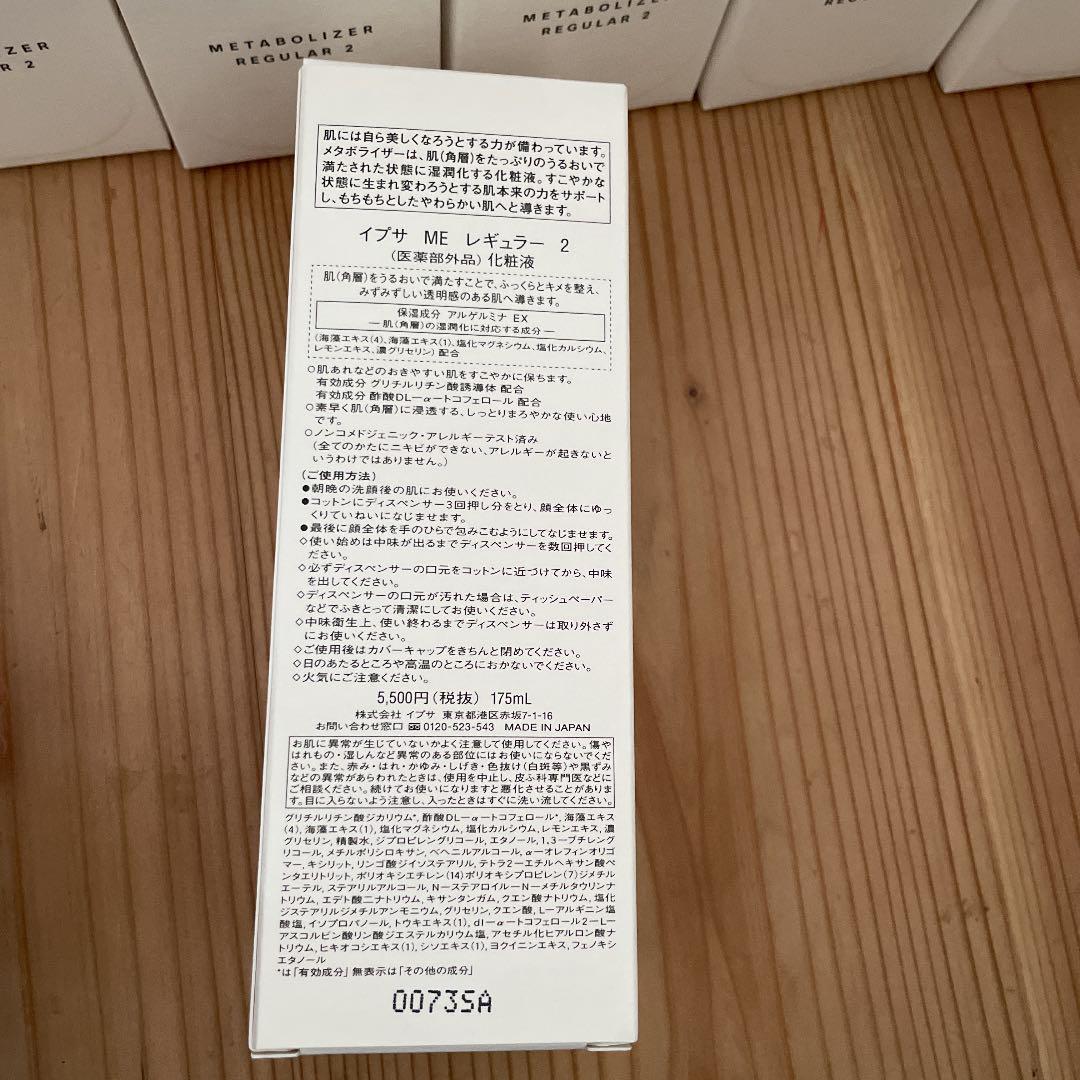 ZER
R 2
METABOLIZER
REGULAR 2
METABOLIZER
REGULAR 2
肌には自ら美しくなろうとする力が備わっています。
メタボライザーは、肌(角層)をたっぷりのうるおいで
満たされた状態に湿潤化する化粧液。すこやかな
状態に生まれ変わろうとする肌本来の力をサポート
し、もちもちとしたやわらかい肌へと導きます。
イプサ ME レギュラー 2
(医薬部外品) 化粧液
肌(角層)をうるおいで満たすことで、ふっくらとキメを整え、
みずみずしい透明感のある肌へ導きます。
保湿成分 アルゲルミナ EX
―肌(角層)の湿潤化に対応する成分―
(海藻エキス(4)、海藻エキス(1)、塩化マグネシウム、塩化カルシウム、
レモンエキス、濃グリセリン) 配合
○肌あれなどのおきやすい肌をすこやかに保ちます。
有効成分 グリチルリチン酸誘導体 配合
有効成分 酢酸DL-α-トコフェロール 配合
○素早く肌(角層)に浸透する、しっとりまろやかな使い心地
です。
○ノンコメドジェニック・アレルギーテスト済み
(全てのかたにニキビができない、アレルギーが起きないと
いうわけではありません。)
(ご使用方法)
●朝晩の洗顔後の肌にお使いください。
●コットンにディスペンサー3回押し分をとり、顔全体にゆっ
くりていねいになじませます。
●最後に顔全体を手のひらで包みこむようにしてなじませます。
◇使い始めは中味が出るまでディスペンサーを数回押してく
ださい。
◇必ずディスペンサーの口元をコットンに近づけてから、中味
を出してください。
◇ディスペンサーの口元が汚れた場合は、ティッシュペーパー
などでふきとって清潔にしてお使いください。
◇中味衛生上、使い終わるまでディスペンサーは取り外さず
にお使いください。
◇ご使用後はカバーキャップをきちんと閉めてください。
◇日のあたるところや高温のところにおかないでください。
◇火気にご注意ください。
5,500円(税抜) 175mL
株式会社 イプサ 東京都港区赤坂7-1-16
お問い合わせ窓口 0120-523-543 MADE IN JAPAN
お肌に異常が生じていないかよく注意して使用してください。傷や
はれもの・湿しんなど異常のある部位にはお使いにならないでくだ
さい。また、赤み・はれ・かゆみ・しげき・色抜け(白斑等)や黒ずみ
などの異常があらわれたときは、使用を中止し、皮ふ科専門医などに
ご相談ください。続けてお使いになりますと悪化させることがありま
す。目に入らないよう注意し、入ったときはすぐに洗い流してください。
グリチルリチン酸ジカリウム*, 酢酸DL-α-トコフェロール*, 海藻エキス
(4), 海藻エキス(1), 塩化マグネシウム, 塩化カルシウム, レモンエキス, 濃
グリセリン, 精製水, ジプロピレングリコール, エタノール, 1,3-ブチレング
リコール, メチルポリシロキサン, ベヘニルアルコール, α-オレフィンオリゴ
マー, キシリット, リンゴ酸ジイソステアリル, テトラ2-エチルヘキサン酸ペ
ンタエリトリット, ポリオキシエチレン(14)ポリオキシプロピレン(7)ジメチル
エーテル, ステアリルアルコール, N-ステアロイル-N-メチルタウリンナ
トリウム, エデト酸二ナトリウム, キサンタンガム, クエン酸ナトリウム, 塩化
ジステアリルジメチルアンモニウム, グリセリン, クエン酸, L-アルギニン塩
酸塩, イソプロパノール, トウキエキス(1), dl-α-トコフェロール2-L-
アスコルビン酸リン酸ジエステルカリウム塩, アセチル化ヒアルロン酸ナ
トリウム, ヒキオコシエキス(1), シソエキス(1), ヨクイニンエキス, フェノキシ
エタノール
*は「有効成分」無表示は「その他の成分」
00735A